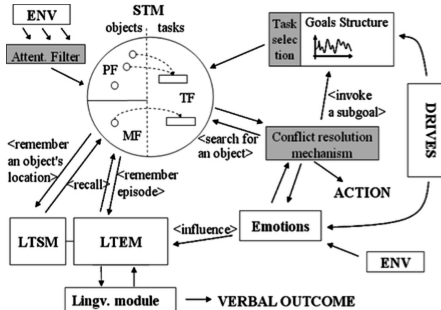 ENV
STM
objects tasks
Attent. Filter
PF
TF
MF
Task
selec
tion
Goals Structure
<invoke
a subgoal>
DRIVES
<remember
an object's
location>
<recall>
<remember
episode>
<search for
an object>
Conflict resolution
mechanism
ACTION
LTSM
LTEM
<influence>
Emotions
ENV
Lingv. module
VERBAL OUTCOME